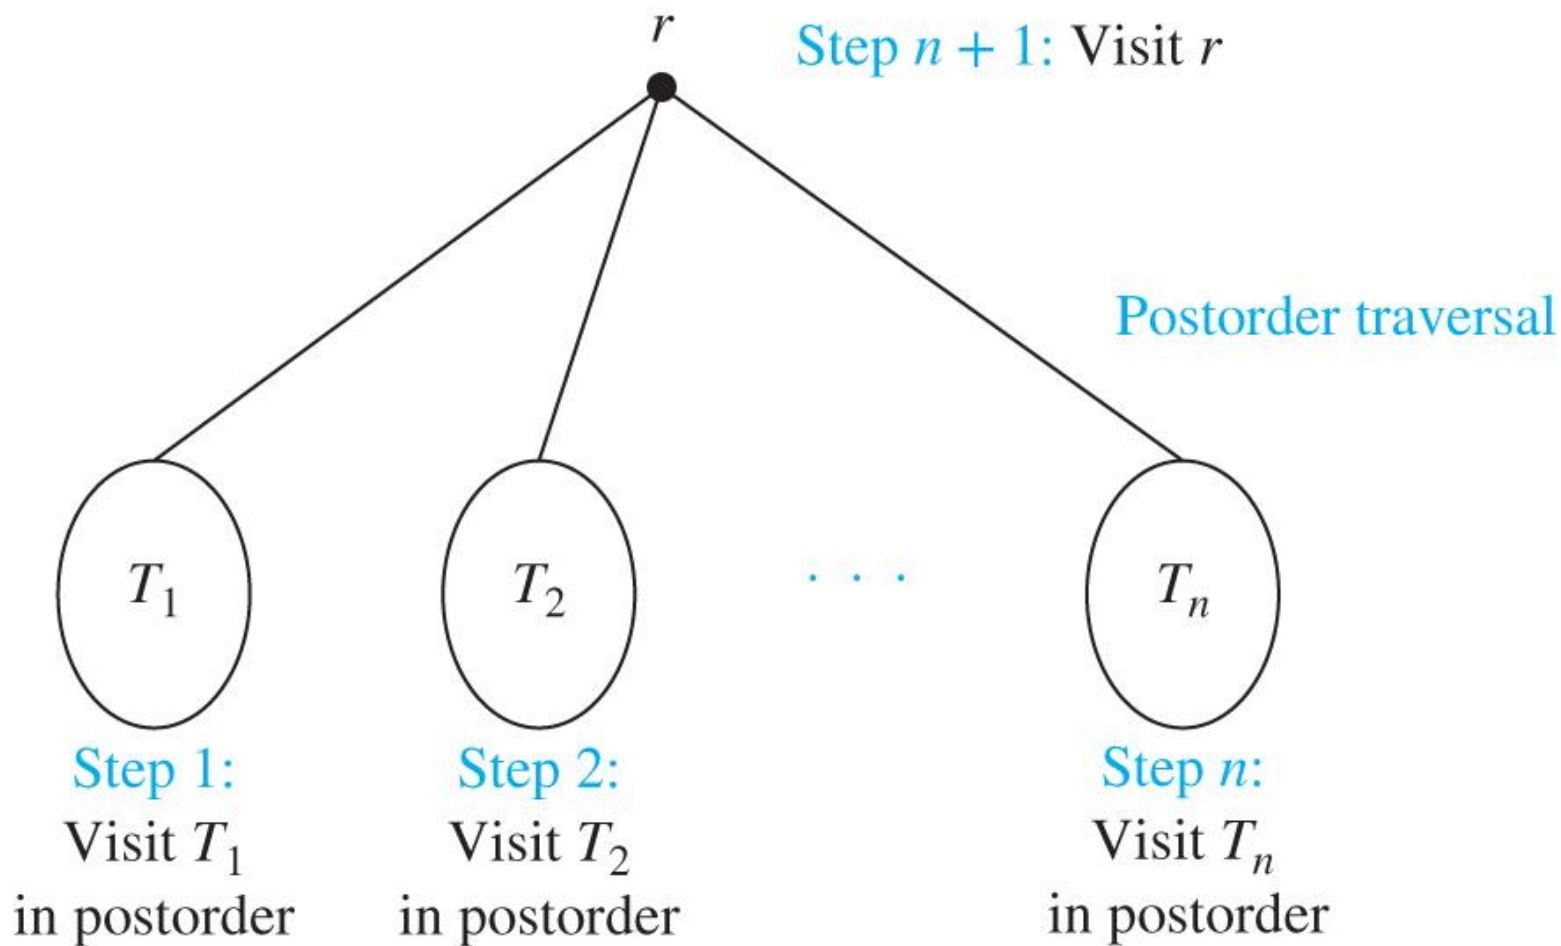 r
Step n + 1: Visit r
Postorder traversal
T₁
T₂
. . .
Tₙ
Step 1:
Visit T₁
in postorder
Step 2:
Visit T₂
in postorder
Step n:
Visit Tₙ
in postorder